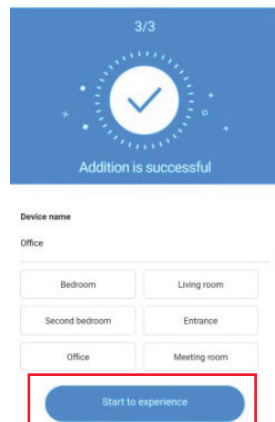 3/3
Addition is successful
Device name
Office
Bedroom Living room
Second bedroom Entrance
Office Meeting room
Start to experience